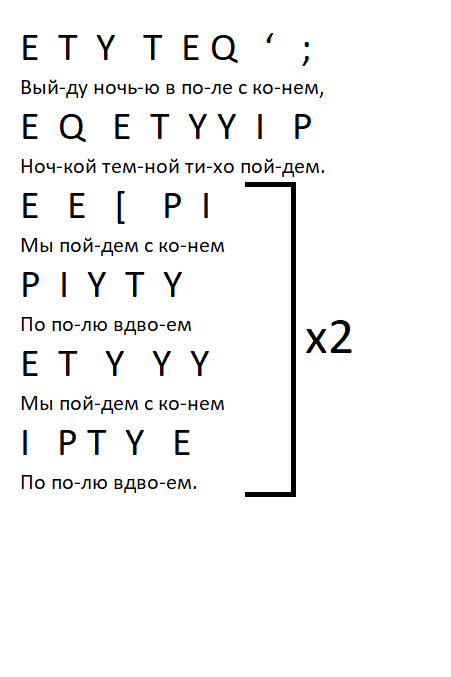 E T Y T E Q ‘ ;
Вый-ду ночь-ю в по-ле с ко-нем,
E Q E T Y Y I P
Ноч-кой тем-ной ти-хо пой-дем.
E E [ P I
Мы пой-дем с ко-нем
P I Y T Y
По по-лю вдво-ем
x2
E T Y Y Y
Мы пой-дем с ко-нем
I P T Y E
По по-лю вдво-ем.